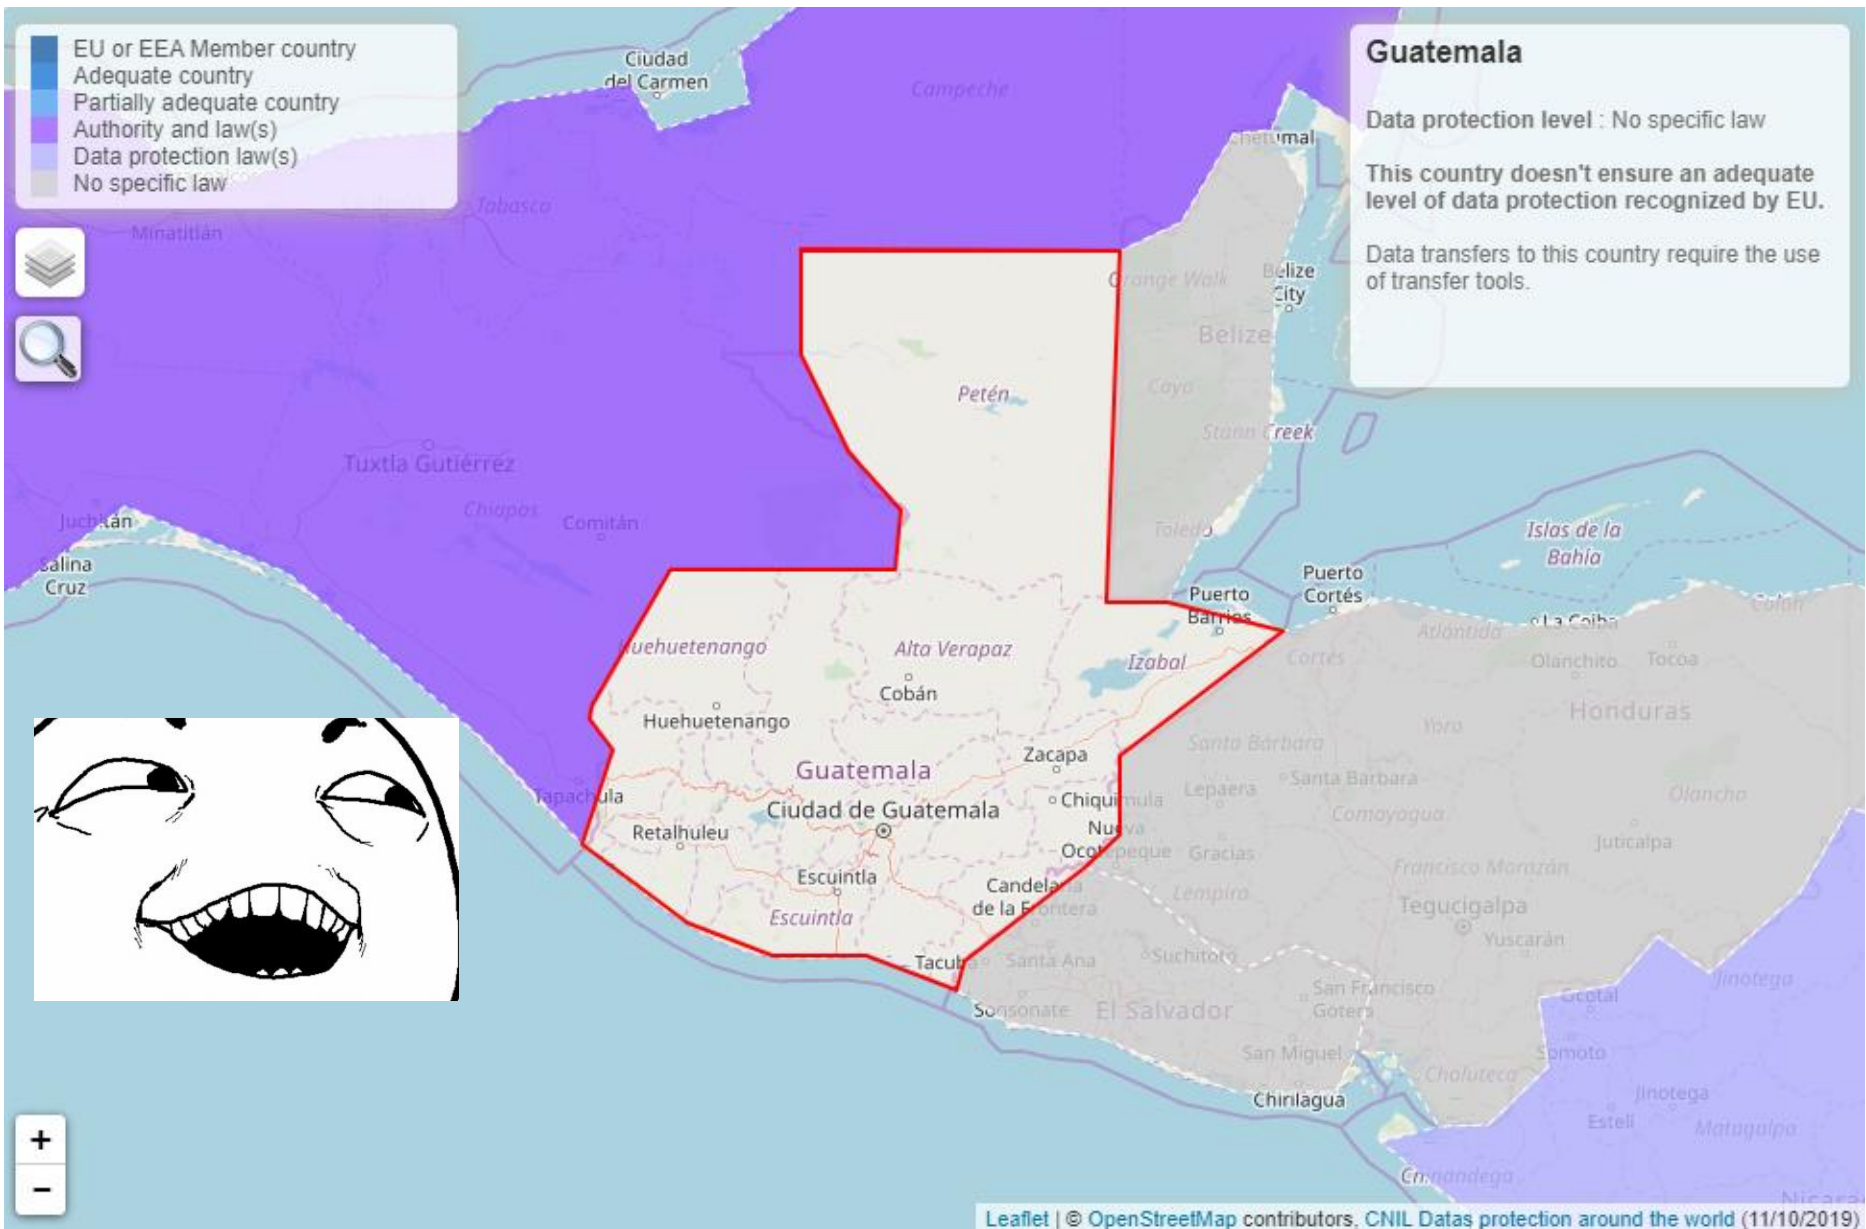 EU or EEA Member country
Adequate country
Partially adequate country
Authority and law(s)
Data protection law(s)
No specific law
Guatemala
Data protection level : No specific law
This country doesn't ensure an adequate
level of data protection recognized by EU.
Data transfers to this country require the use
of transfer tools.
Ciudad
del Carmen
Campeche
Chetumal
Tabasco
Minatitlán
Orange Walk
Belize
City
Belize
Cayo
Petén
Stann Creek
Tuxtla Gutiérrez
Chiapas
Comitán
Juchitán
Toledo
Islas de la
Bahía
Salina
Cruz
Puerto
Cortés
Puerto
Barrios
Colón
La Ceiba
Atlántida
Huehuetenango
Alta Verapaz
Izabal
Cortés
Olanchito
Tocoa
Cobán
Huehuetenango
Honduras
Yoro
Santa Bárbara
Zacapa
Guatemala
Santa Barbara
Tapachula
Lepaera
Olancho
Chiquimula
Ciudad de Guatemala
Comayagua
Retalhuleu
Nueva
Ocotepeque
Gracias
Juticalpa
Francisco Morazán
Escuintla
Candelaria
de la Frontera
Lempira
Tegucigalpa
Escuintla
Yuscarán
Tacuba
Santa Ana
Suchitoto
Jinotega
San Francisco
Gotera
Ocotal
Sonsonate
El Salvador
San Miguel
Somoto
Choluteca
Jinotega
Chirilagua
Estelí
Matagalpa
Chinandega
+
−
Leaflet | © OpenStreetMap contributors, CNIL Datas protection around the world (11/10/2019)